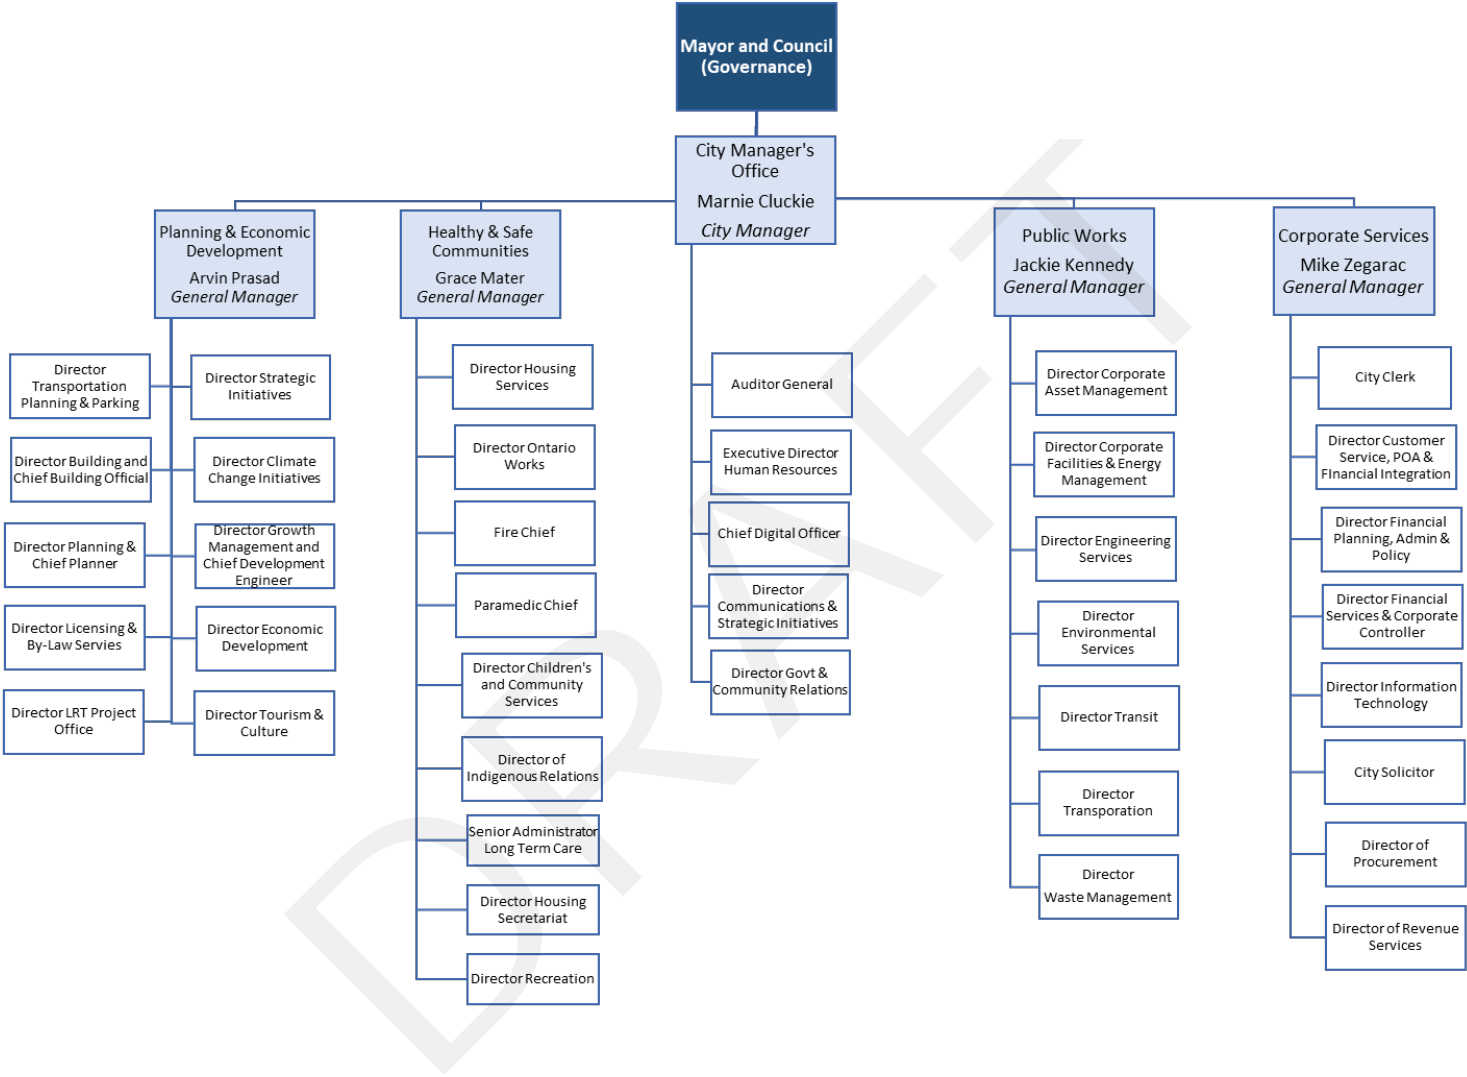 Mayor and Council
(Governance)
City Manager's
Office
Marnie Cluckie
City Manager
Planning & Economic
Development
Arvin Prasad
General Manager
Healthy & Safe
Communities
Grace Mater
General Manager
Public Works
Jackie Kennedy
General Manager
Corporate Services
Mike Zegarac
General Manager
Director
Transportation
Planning & Parking
Director Building and
Chief Building Official
Director Planning &
Chief Planner
Director Licensing &
By-Law Servies
Director LRT Project
Office
Director Strategic
Initiatives
Director Climate
Change Initiatives
Director Growth
Management and
Chief Development
Engineer
Director Economic
Development
Director Tourism &
Culture
Director Housing
Services
Director Ontario
Works
Fire Chief
Paramedic Chief
Director Children's
and Community
Services
Director of
Indigenous Relations
Senior Administrator
Long Term Care
Director Housing
Secretariat
Director Recreation
Auditor General
Executive Director
Human Resources
Chief Digital Officer
Director
Communications &
Strategic Initiatives
Director Govt &
Community Relations
Director Corporate
Asset Management
Director Corporate
Facilities & Energy
Management
Director Engineering
Services
Director
Environmental
Services
Director Transit
Director
Transporation
Director
Waste Management
City Clerk
Director Customer
Service, POA &
FInancial Integration
Director Financial
Planning, Admin &
Policy
Director Financial
Services & Corporate
Controller
Director Information
Technology
City Solicitor
Director of
Procurement
Director of Revenue
Services
DRAFT